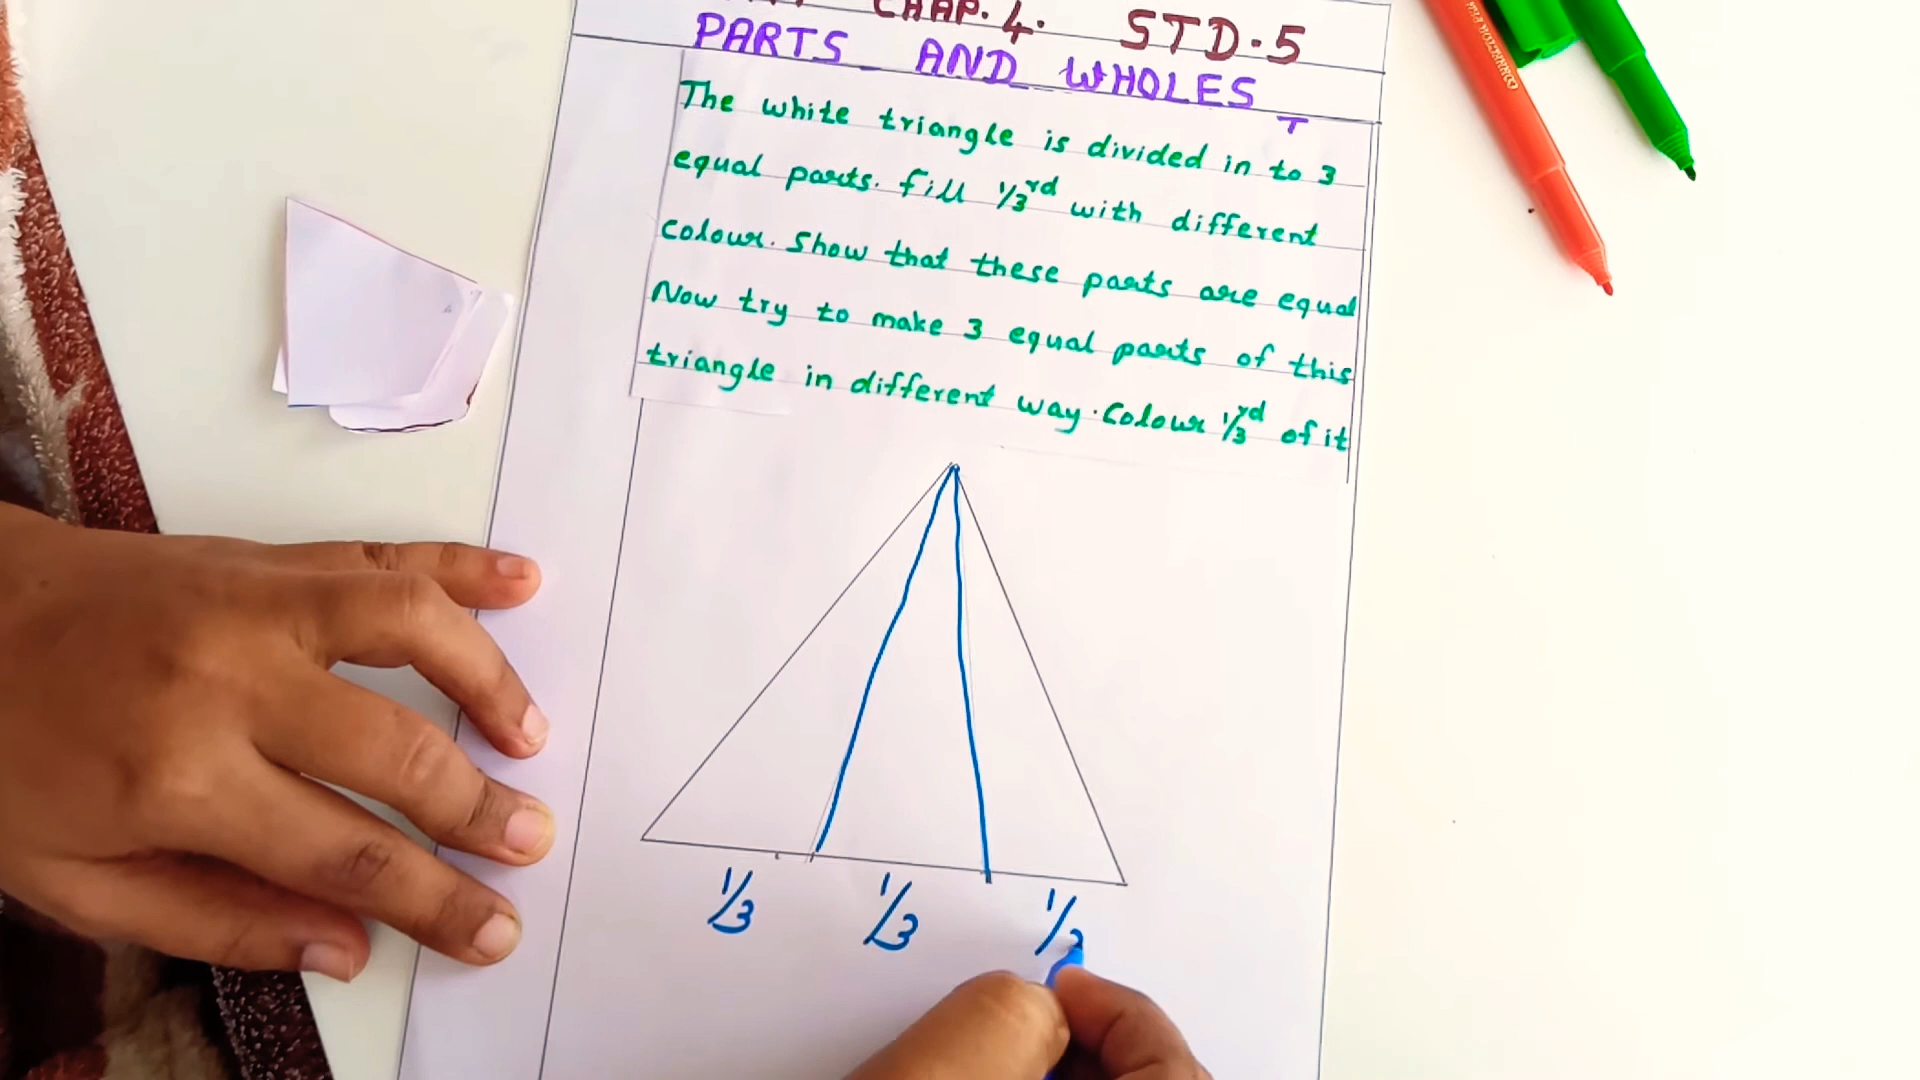 CHAP. 4. STD. 5
PARTS AND WHOLES
The white triangle is divided in to 3
equal parts. fill 1/3rd with different
colour. Show that these parts are equal
Now try to make 3 equal parts of this
triangle in different way. Colour 1/3rd of it
1/3 1/3 1/3